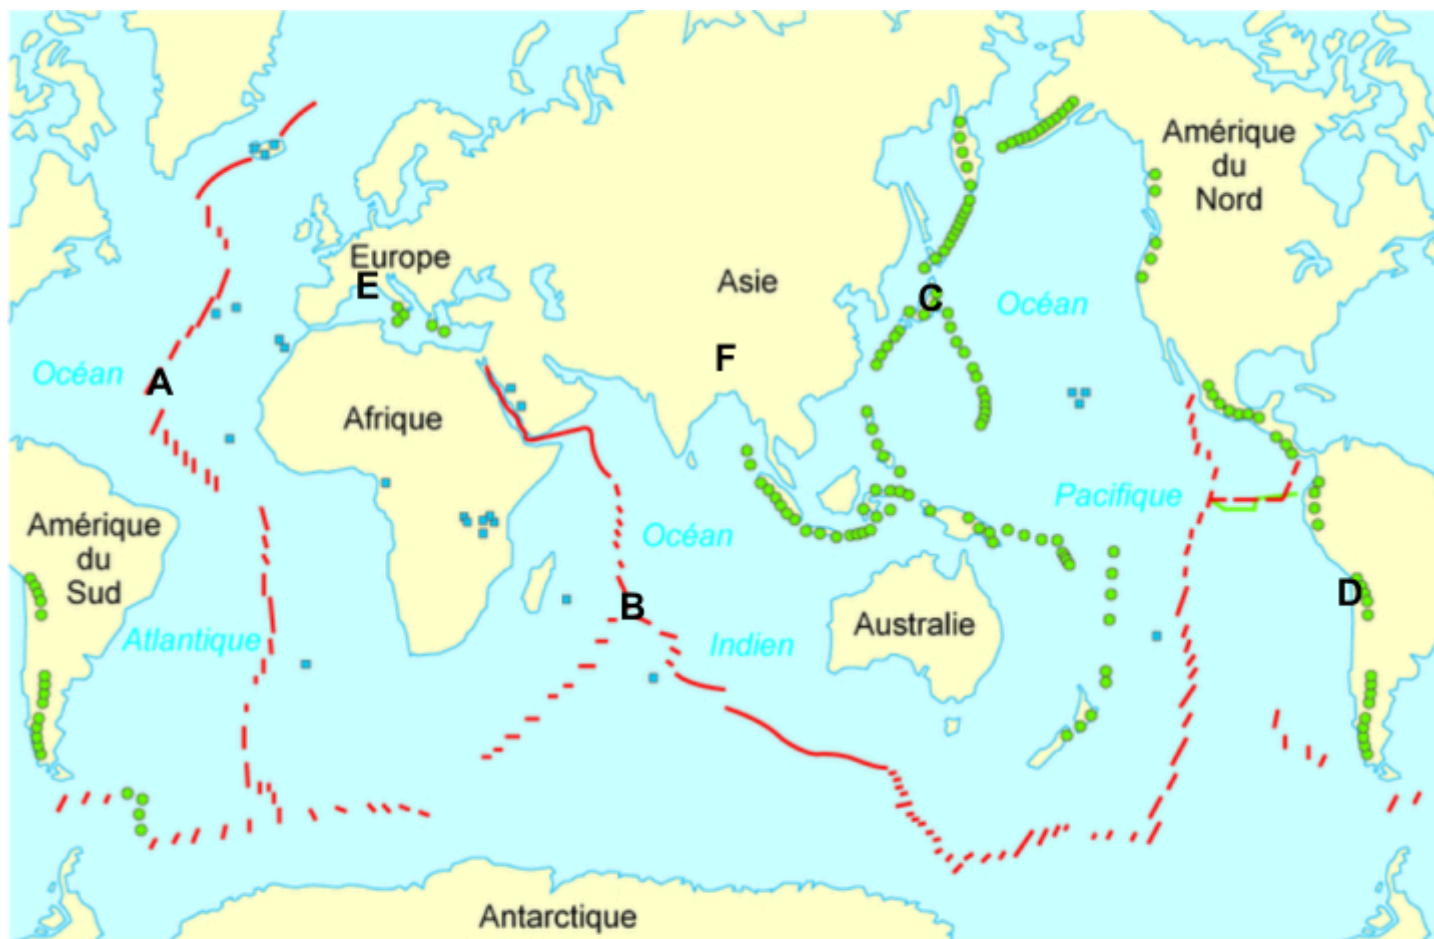 Amérique
du
Nord
Europe
E
Asie
C
Océan
F
Océan
A
Afrique
Pacifique
Amérique
du
Sud
Océan
D
B
Australie
Atlantique
Indien
Antarctique